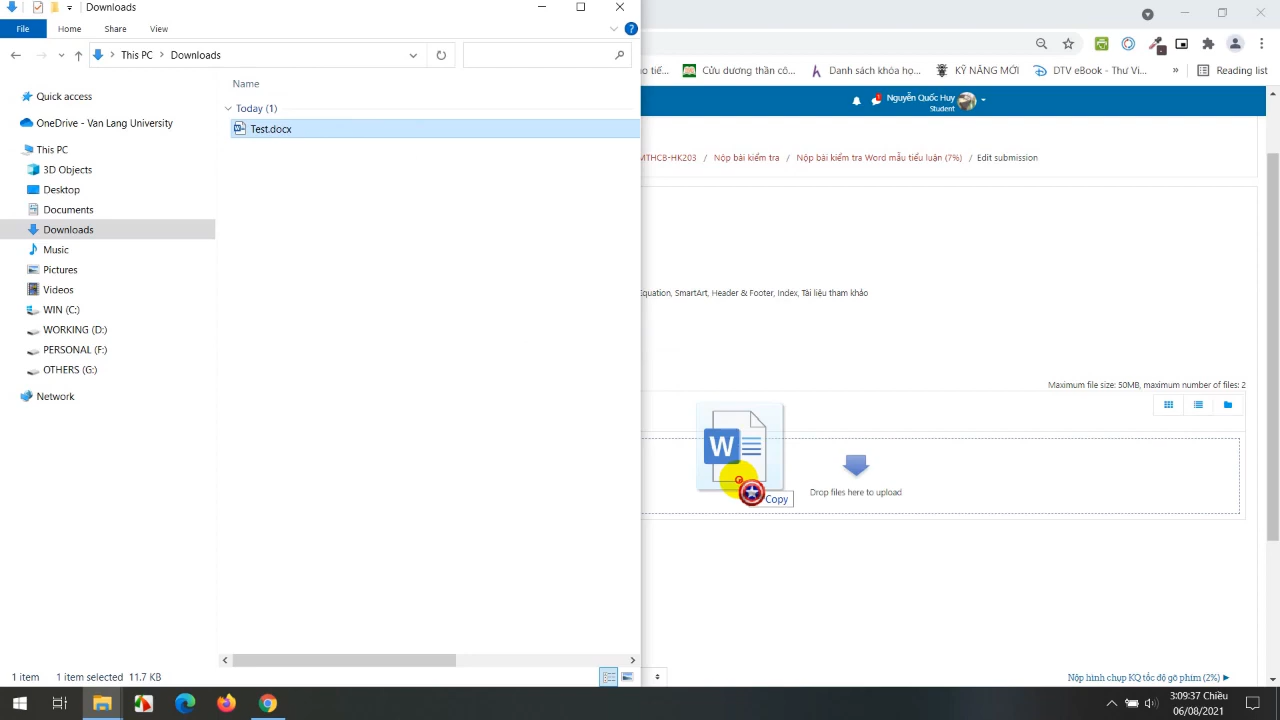 Downloads
File
Home
Share
View
This PC
Downloads
Name
Today (1)
Test.docx
Quick access
OneDrive - Van Lang University
This PC
3D Objects
Desktop
Documents
Downloads
Music
Pictures
Videos
WIN (C:)
WORKING (D:)
PERSONAL (F:)
OTHERS (G:)
Network
1 item
1 item selected 11.7 KB
o tiế...
Cửu dương thần cô...
Danh sách khóa họ...
KỸ NĂNG MỚI
DTV eBook - Thư Vi...
»
Reading list
Nguyễn Quốc Huy
Student
MTHCB-HK203 / Nộp bài kiểm tra / Nộp bài kiểm tra Word mẫu tiểu luận (7%) / Edit submission
Equation, SmartArt, Header & Footer, Index, Tài liệu tham khảo
Maximum file size: 50MB, maximum number of files: 2
W
Copy
Drop files here to upload
Nộp hình chụp KQ tốc độ gõ phím (2%) ▶
3:09:37 Chiều
06/08/2021